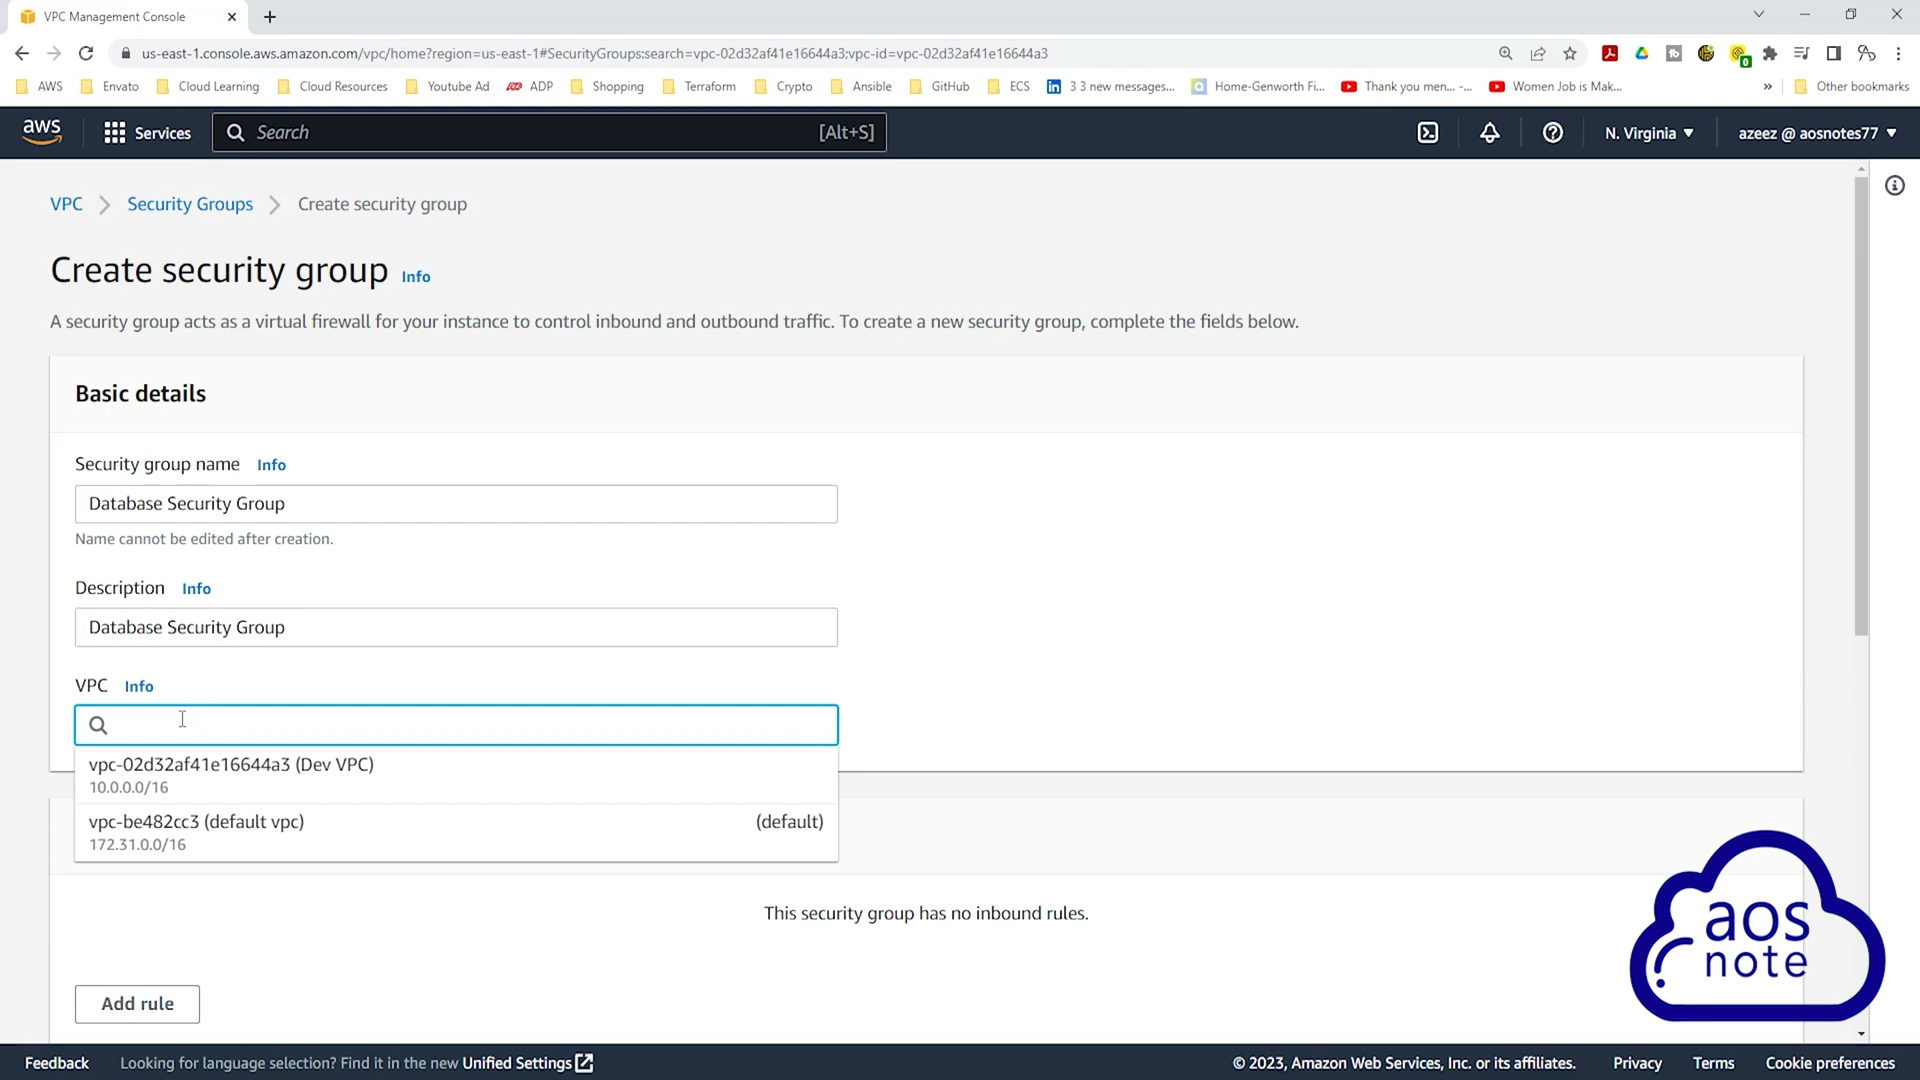 VPC Management Console
us-east-1.console.aws.amazon.com/vpc/home?region=us-east-1#SecurityGroups:search=vpc-02d32af41e16644a3;vpc-id=vpc-02d32af41e16644a3
AWS Envato Cloud Learning Cloud Resources Youtube Ad ADP Shopping Terraform Crypto Ansible GitHub ECS 3 3 new messages... Home-Genworth Fi... Thank you men... -... Women Job is Mak... » Other bookmarks
aws Services Search [Alt+S] N. Virginia azeez @ aosnotes77
VPC Security Groups Create security group
Create security group Info
A security group acts as a virtual firewall for your instance to control inbound and outbound traffic. To create a new security group, complete the fields below.
Basic details
Security group name Info
Database Security Group
Name cannot be edited after creation.
Description Info
Database Security Group
VPC Info
vpc-02d32af41e16644a3 (Dev VPC)
10.0.0.0/16
vpc-be482cc3 (default vpc) (default)
172.31.0.0/16
This security group has no inbound rules.
Add rule
aos
note
Feedback Looking for language selection? Find it in the new Unified Settings © 2023, Amazon Web Services, Inc. or its affiliates. Privacy Terms Cookie preferences